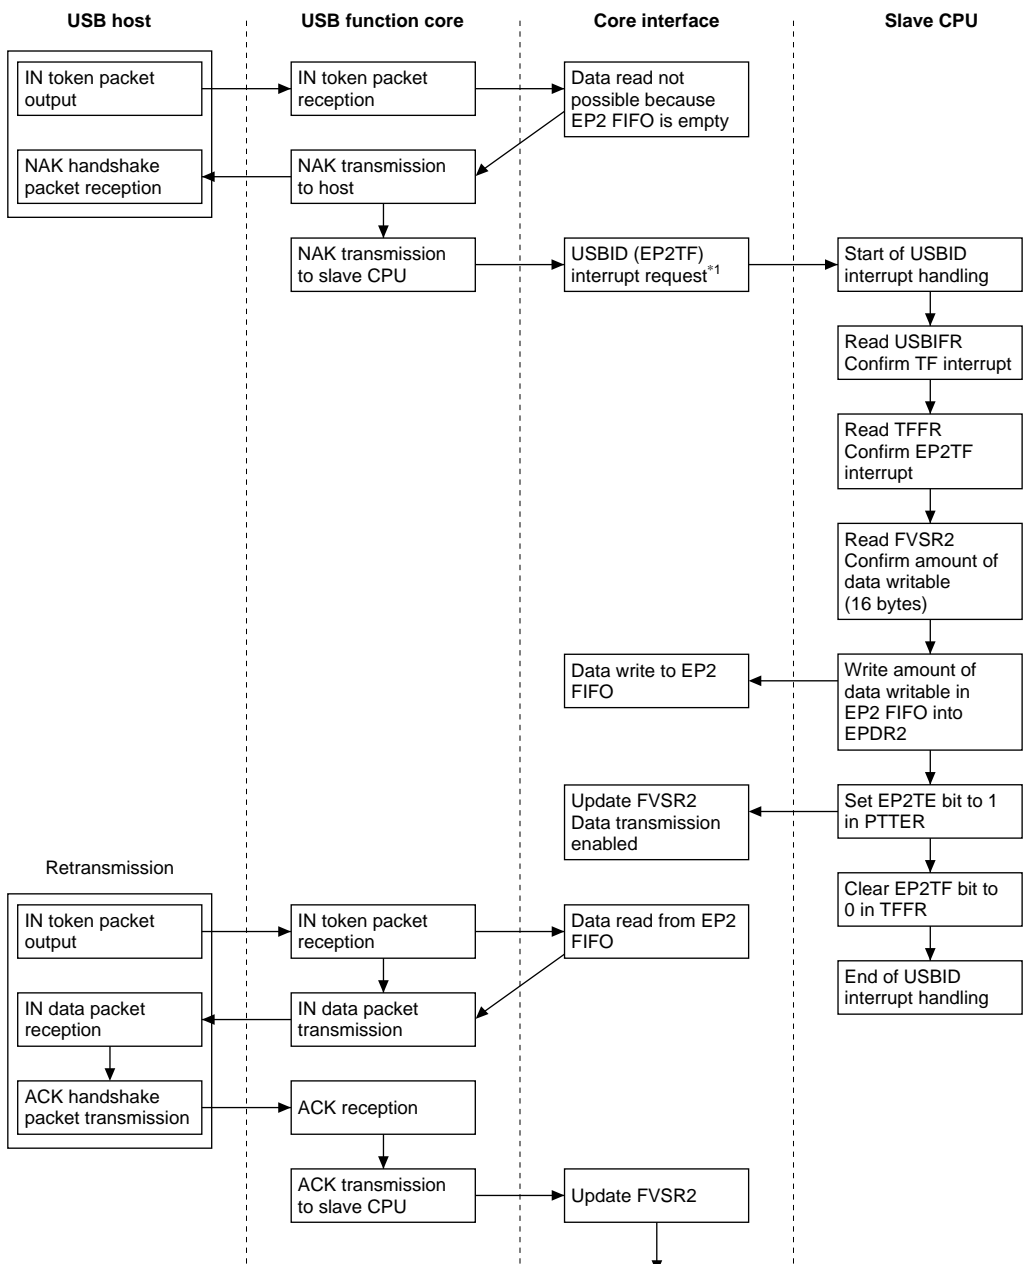 USB host
USB function core
Core interface
Slave CPU
IN token packet
output
IN token packet
reception
Data read not
possible because
EP2 FIFO is empty
NAK handshake
packet reception
NAK transmission
to host
NAK transmission
to slave CPU
USBID (EP2TF)
interrupt request*1
Start of USBID
interrupt handling
Read USBIFR
Confirm TF interrupt
Read TFFR
Confirm EP2TF
interrupt
Read FVSR2
Confirm amount of
data writable
(16 bytes)
Data write to EP2
FIFO
Write amount of
data writable in
EP2 FIFO into
EPDR2
Update FVSR2
Data transmission
enabled
Set EP2TE bit to 1
in PTTER
Retransmission
Clear EP2TF bit to
0 in TFFR
IN token packet
output
IN token packet
reception
Data read from EP2
FIFO
End of USBID
interrupt handling
IN data packet
reception
IN data packet
transmission
ACK handshake
packet transmission
ACK reception
ACK transmission
to slave CPU
Update FVSR2